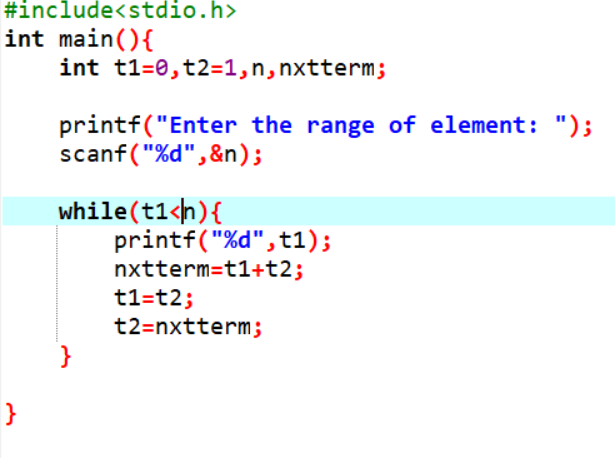 #include<stdio.h>
int main(){
    int t1=0,t2=1,n,nxtterm;

    printf("Enter the range of element: ");
    scanf("%d",&n);

    while(t1<n){
        printf("%d",t1);
        nxtterm=t1+t2;
        t1=t2;
        t2=nxtterm;
    }

}